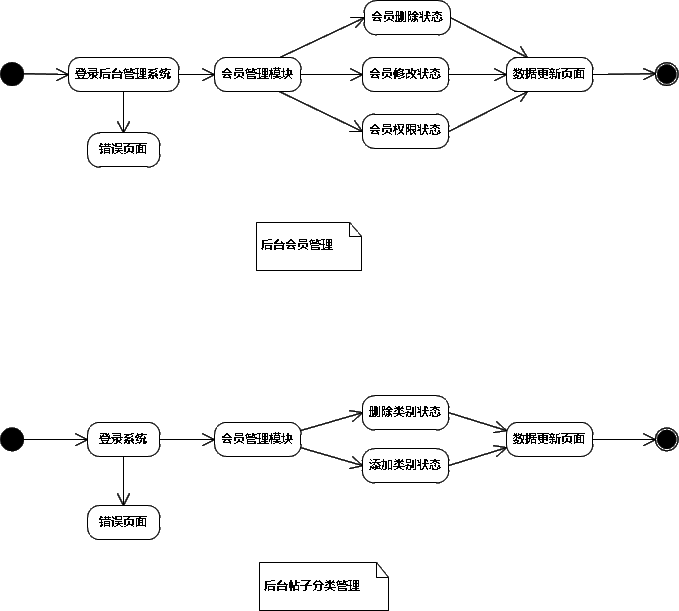 会员删除状态
登录后台管理系统
会员管理模块
会员修改状态
数据更新页面
会员权限状态
错误页面
后台会员管理
删除类别状态
登录系统
会员管理模块
数据更新页面
添加类别状态
错误页面
后台帖子分类管理